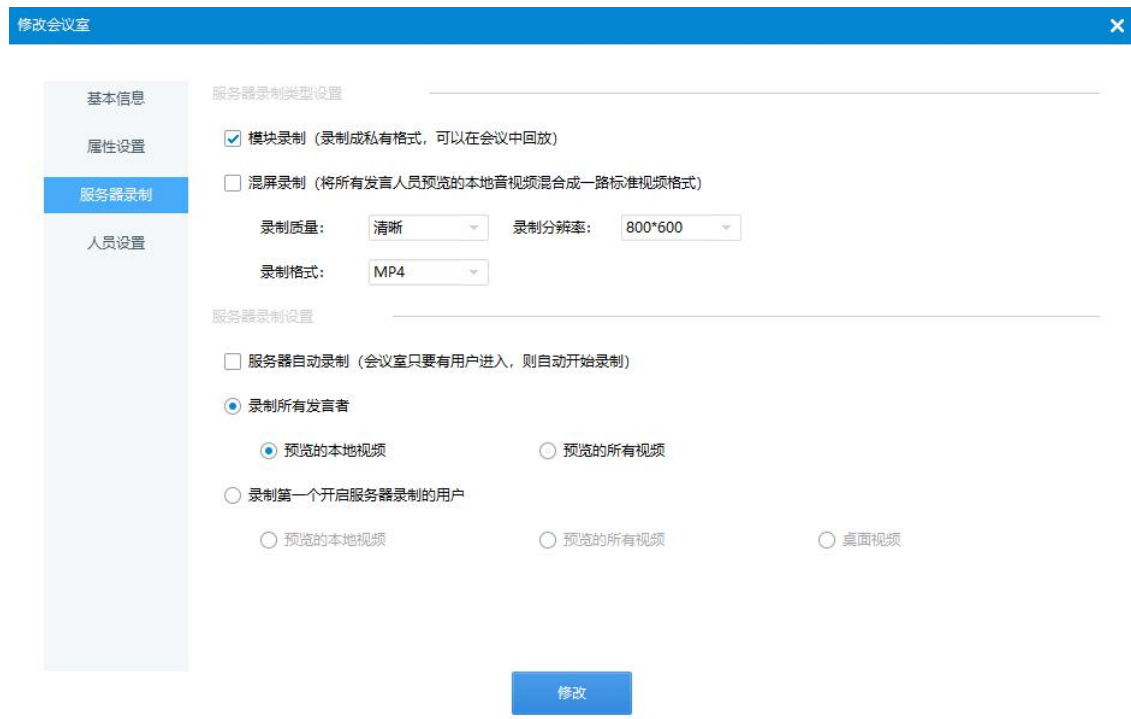 修改会议室
基本信息
属性设置
服务器录制
人员设置
服务器录制类型设置
模块录制（录制成私有格式，可以在会议中回放）
混屏录制（将所有发言人员预览的本地音视频混合成一路标准视频格式）
录制质量： 清晰 录制分辨率： 800*600
录制格式： MP4
服务器录制设置
服务器自动录制（会议室只要有用户进入，则自动开始录制）
录制所有发言者
预览的本地视频 预览的所有视频
录制第一个开启服务器录制的用户
预览的本地视频 预览的所有视频 桌面视频
修改